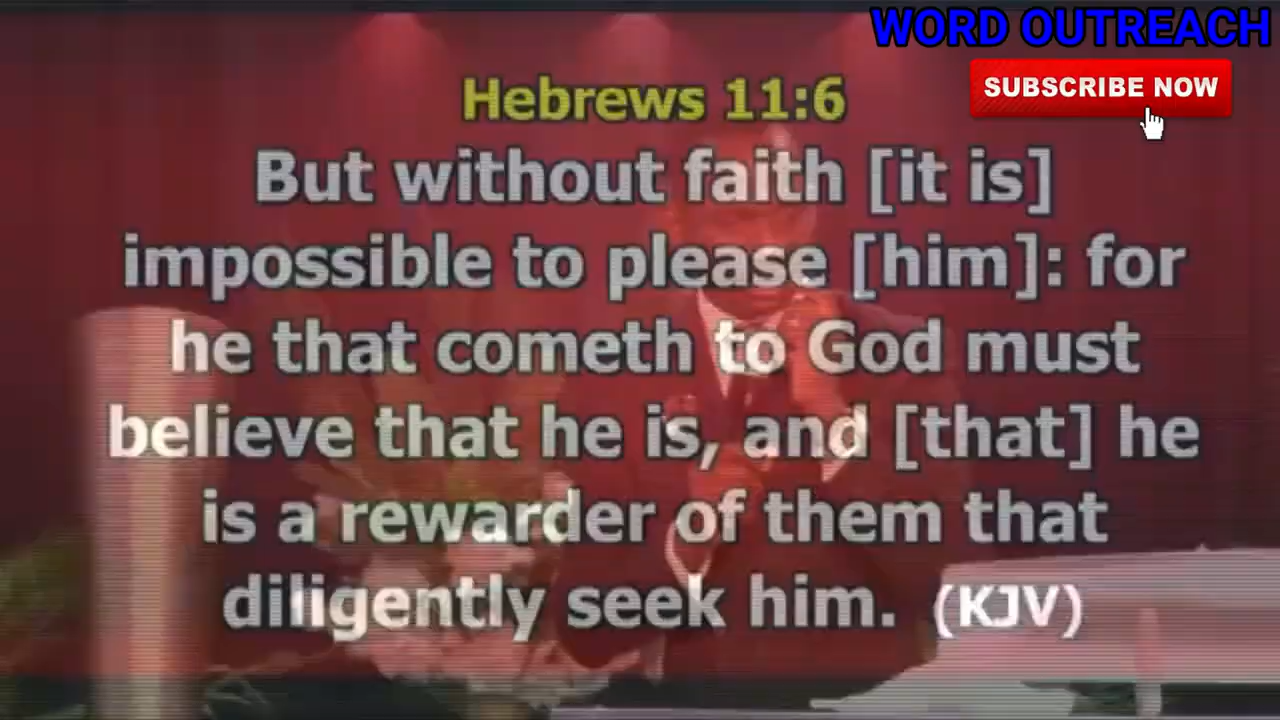 WORD OUTREACH
SUBSCRIBE NOW
Hebrews 11:6
But without faith [it is]
impossible to please [him]: for
he that cometh to God must
believe that he is, and [that] he
is a rewarder of them that
diligently seek him. (KJV)